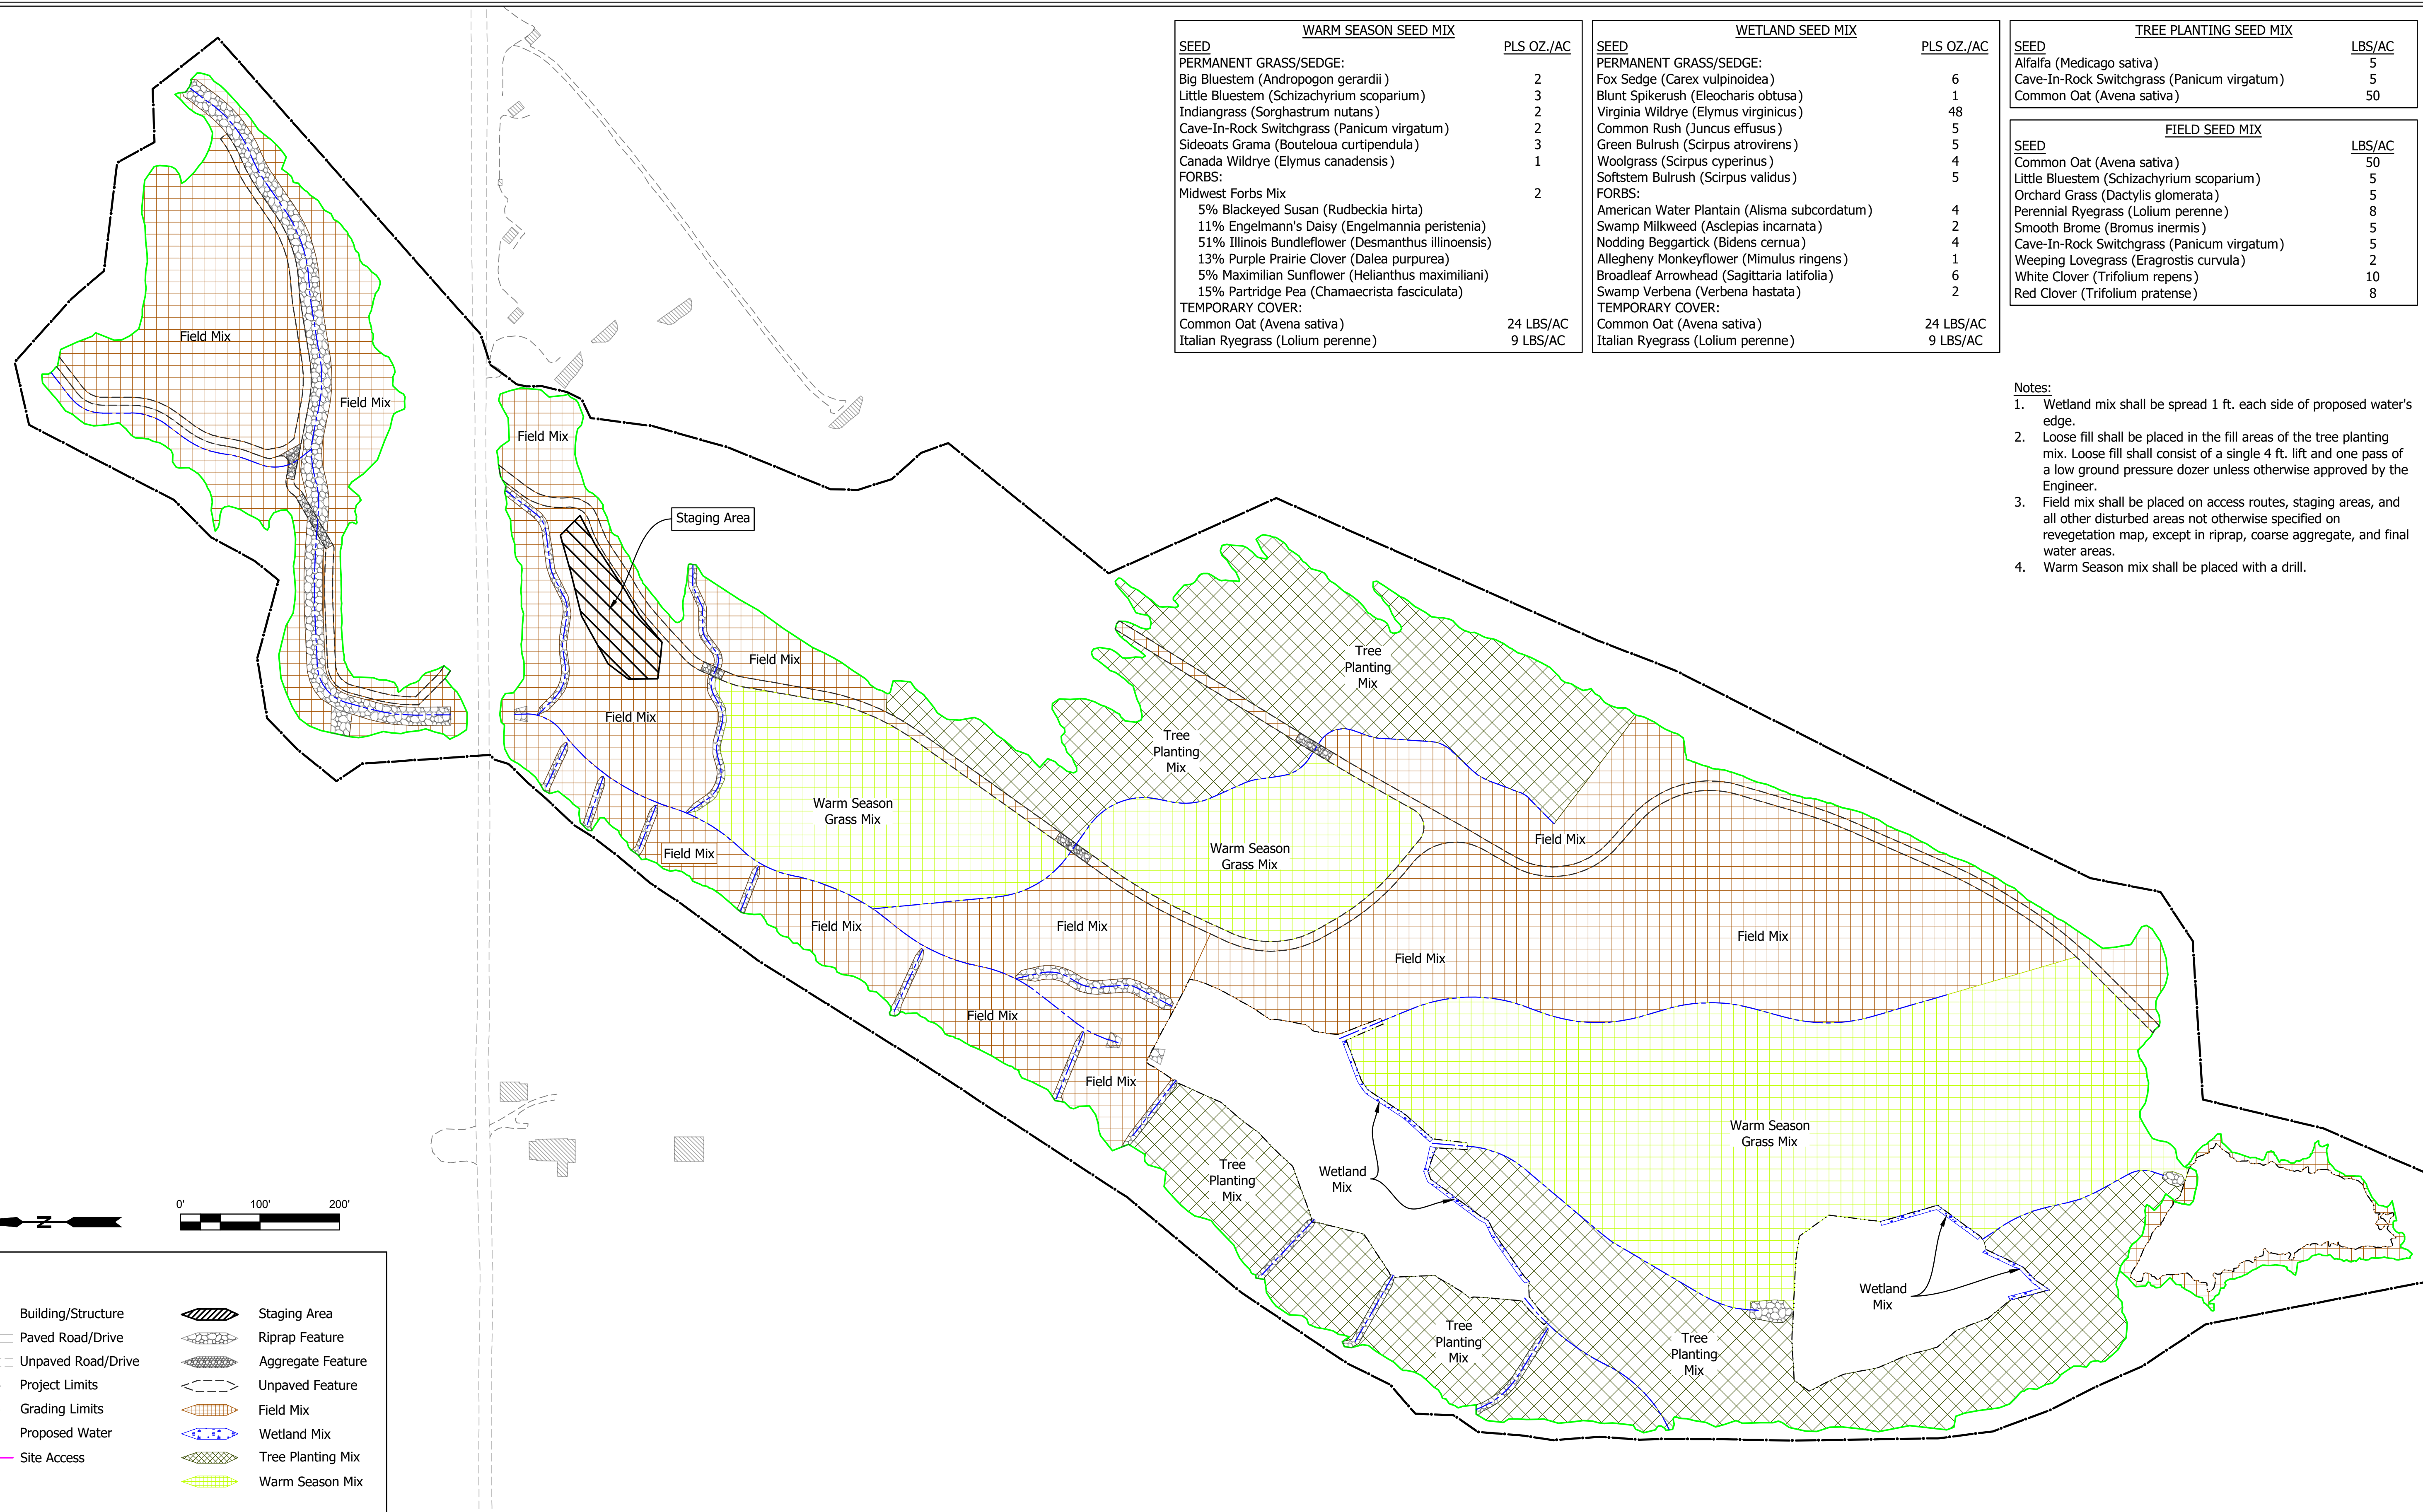 WARM SEASON SEED MIX
SEED PLS OZ./AC
PERMANENT GRASS/SEDGE:
Big Bluestem (Andropogon gerardii) 2
Little Bluestem (Schizachyrium scoparium) 3
Indiangrass (Sorghastrum nutans) 2
Cave-In-Rock Switchgrass (Panicum virgatum) 2
Sideoats Grama (Bouteloua curtipendula) 3
Canada Wildrye (Elymus canadensis) 1
FORBS:
Midwest Forbs Mix 2
5% Blackeyed Susan (Rudbeckia hirta)
11% Engelmann's Daisy (Engelmannia peristenia)
51% Illinois Bundleflower (Desmanthus illinoensis)
13% Purple Prairie Clover (Dalea purpurea)
5% Maximilian Sunflower (Helianthus maximiliani)
15% Partridge Pea (Chamaecrista fasciculata)
TEMPORARY COVER:
Common Oat (Avena sativa) 24 LBS/AC
Italian Ryegrass (Lolium perenne) 9 LBS/AC
WETLAND SEED MIX
SEED PLS OZ./AC
PERMANENT GRASS/SEDGE:
Fox Sedge (Carex vulpinoidea) 6
Blunt Spikerush (Eleocharis obtusa) 1
Virginia Wildrye (Elymus virginicus) 48
Common Rush (Juncus effusus) 5
Green Bulrush (Scirpus atrovirens) 5
Woolgrass (Scirpus cyperinus) 4
Softstem Bulrush (Scirpus validus) 5
FORBS:
American Water Plantain (Alisma subcordatum) 4
Swamp Milkweed (Asclepias incarnata) 2
Nodding Beggartick (Bidens cernua) 4
Allegheny Monkeyflower (Mimulus ringens) 1
Broadleaf Arrowhead (Sagittaria latifolia) 6
Swamp Verbena (Verbena hastata) 2
TEMPORARY COVER:
Common Oat (Avena sativa) 24 LBS/AC
Italian Ryegrass (Lolium perenne) 9 LBS/AC
TREE PLANTING SEED MIX
SEED LBS/AC
Alfalfa (Medicago sativa) 5
Cave-In-Rock Switchgrass (Panicum virgatum) 5
Common Oat (Avena sativa) 50
FIELD SEED MIX
SEED LBS/AC
Common Oat (Avena sativa) 50
Little Bluestem (Schizachyrium scoparium) 5
Orchard Grass (Dactylis glomerata) 5
Perennial Ryegrass (Lolium perenne) 8
Smooth Brome (Bromus inermis) 5
Cave-In-Rock Switchgrass (Panicum virgatum) 5
Weeping Lovegrass (Eragrostis curvula) 2
White Clover (Trifolium repens) 10
Red Clover (Trifolium pratense) 8
Notes:
1. Wetland mix shall be spread 1 ft. each side of proposed water's
edge.
2. Loose fill shall be placed in the fill areas of the tree planting
mix. Loose fill shall consist of a single 4 ft. lift and one pass of
a low ground pressure dozer unless otherwise approved by the
Engineer.
3. Field mix shall be placed on access routes, staging areas, and
all other disturbed areas not otherwise specified on
revegetation map, except in riprap, coarse aggregate, and final
water areas.
4. Warm Season mix shall be placed with a drill.
Field Mix
Field Mix
Field Mix
Staging Area
Field Mix
Field Mix
Tree
Planting
Mix
Tree
Planting
Mix
Warm Season
Grass Mix
Field Mix
Warm Season
Grass Mix
Field Mix
Field Mix
Field Mix
Field Mix
Field Mix
Field Mix
Field Mix
Warm Season
Grass Mix
Tree
Planting
Mix
Wetland
Mix
Wetland
Mix
Tree
Planting
Mix
Tree
Planting
Mix
N
0' 100' 200'
Building/Structure
Paved Road/Drive
Unpaved Road/Drive
Project Limits
Grading Limits
Proposed Water
Site Access
Staging Area
Riprap Feature
Aggregate Feature
Unpaved Feature
Field Mix
Wetland Mix
Tree Planting Mix
Warm Season Mix